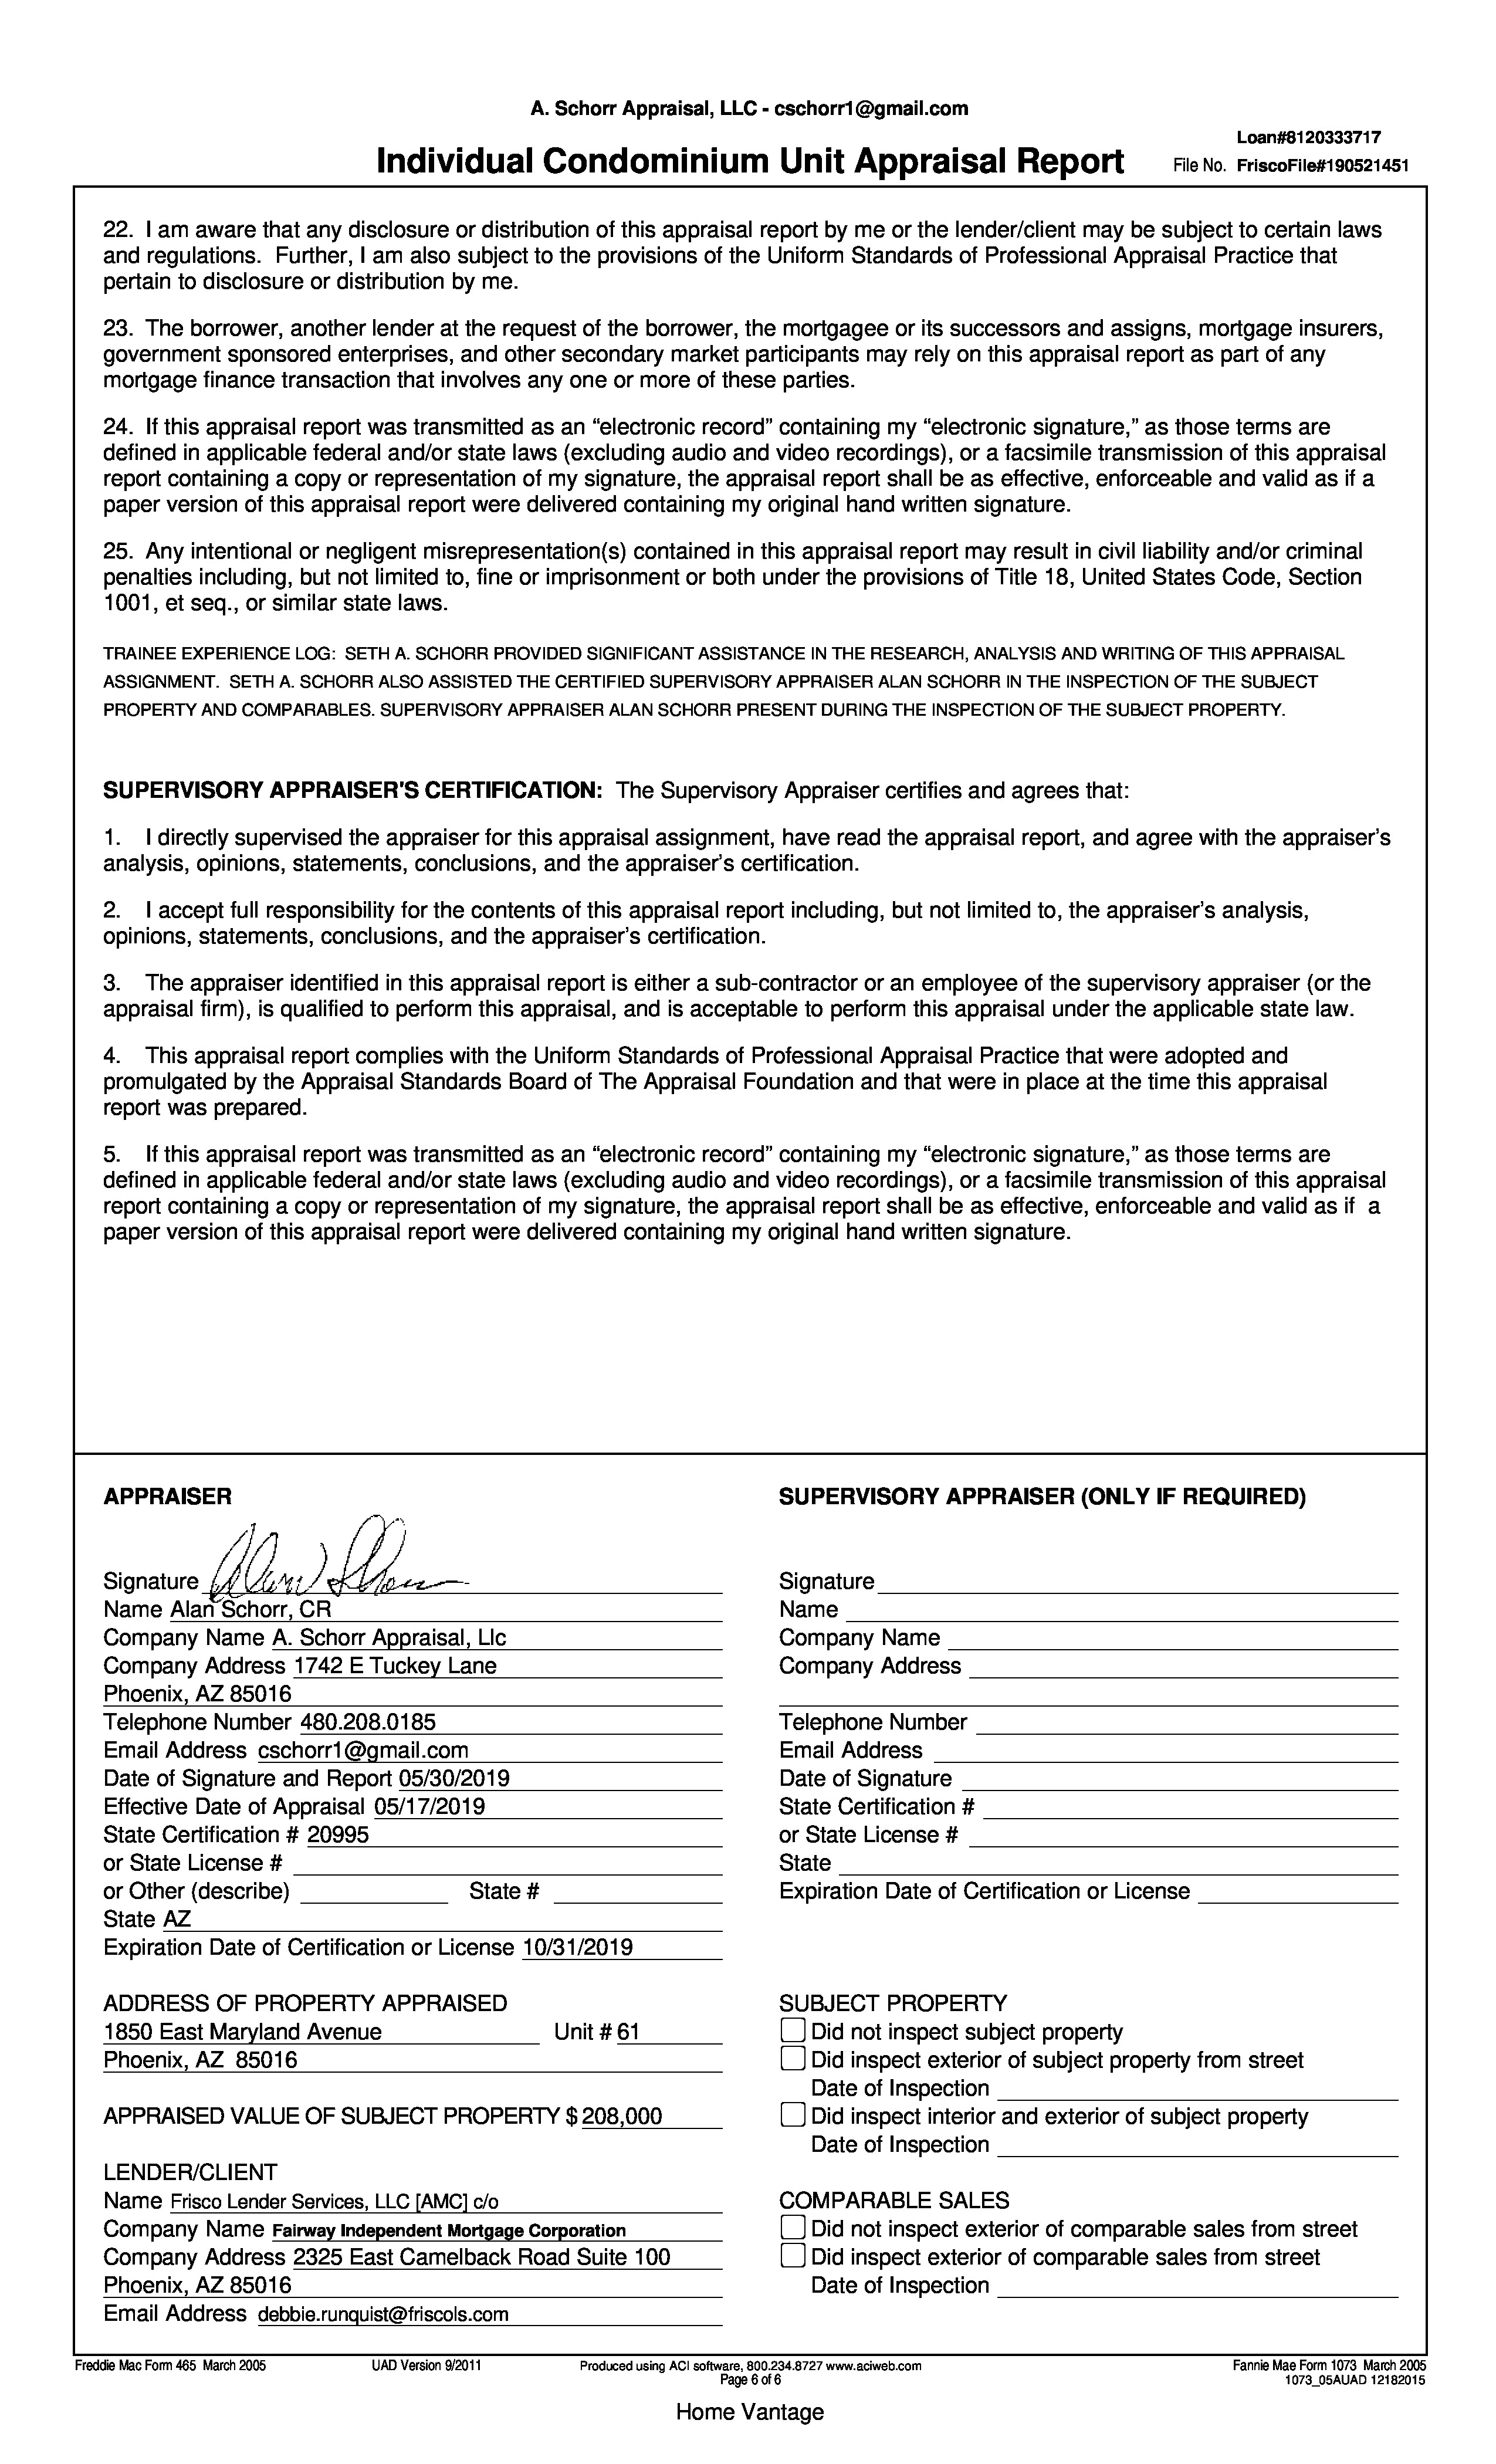 A. Schorr Appraisal, LLC - cschorr1@gmail.com
Loan#8120333717
Individual Condominium Unit Appraisal Report
File No. FriscoFile#190521451
22. I am aware that any disclosure or distribution of this appraisal report by me or the lender/client may be subject to certain laws
and regulations. Further, I am also subject to the provisions of the Uniform Standards of Professional Appraisal Practice that
pertain to disclosure or distribution by me.
23. The borrower, another lender at the request of the borrower, the mortgagee or its successors and assigns, mortgage insurers,
government sponsored enterprises, and other secondary market participants may rely on this appraisal report as part of any
mortgage finance transaction that involves any one or more of these parties.
24. If this appraisal report was transmitted as an “electronic record” containing my “electronic signature,” as those terms are
defined in applicable federal and/or state laws (excluding audio and video recordings), or a facsimile transmission of this appraisal
report containing a copy or representation of my signature, the appraisal report shall be as effective, enforceable and valid as if a
paper version of this appraisal report were delivered containing my original hand written signature.
25. Any intentional or negligent misrepresentation(s) contained in this appraisal report may result in civil liability and/or criminal
penalties including, but not limited to, fine or imprisonment or both under the provisions of Title 18, United States Code, Section
1001, et seq., or similar state laws.
TRAINEE EXPERIENCE LOG: SETH A. SCHORR PROVIDED SIGNIFICANT ASSISTANCE IN THE RESEARCH, ANALYSIS AND WRITING OF THIS APPRAISAL
ASSIGNMENT. SETH A. SCHORR ALSO ASSISTED THE CERTIFIED SUPERVISORY APPRAISER ALAN SCHORR IN THE INSPECTION OF THE SUBJECT
PROPERTY AND COMPARABLES. SUPERVISORY APPRAISER ALAN SCHORR PRESENT DURING THE INSPECTION OF THE SUBJECT PROPERTY.
SUPERVISORY APPRAISER'S CERTIFICATION: The Supervisory Appraiser certifies and agrees that:
1. I directly supervised the appraiser for this appraisal assignment, have read the appraisal report, and agree with the appraiser’s
analysis, opinions, statements, conclusions, and the appraiser’s certification.
2. I accept full responsibility for the contents of this appraisal report including, but not limited to, the appraiser’s analysis,
opinions, statements, conclusions, and the appraiser’s certification.
3. The appraiser identified in this appraisal report is either a sub-contractor or an employee of the supervisory appraiser (or the
appraisal firm), is qualified to perform this appraisal, and is acceptable to perform this appraisal under the applicable state law.
4. This appraisal report complies with the Uniform Standards of Professional Appraisal Practice that were adopted and
promulgated by the Appraisal Standards Board of The Appraisal Foundation and that were in place at the time this appraisal
report was prepared.
5. If this appraisal report was transmitted as an “electronic record” containing my “electronic signature,” as those terms are
defined in applicable federal and/or state laws (excluding audio and video recordings), or a facsimile transmission of this appraisal
report containing a copy or representation of my signature, the appraisal report shall be as effective, enforceable and valid as if a
paper version of this appraisal report were delivered containing my original hand written signature.
APPRAISER
Signature Alan Schorr
Name Alan Schorr, CR
Company Name A. Schorr Appraisal, Llc
Company Address 1742 E Tuckey Lane
Phoenix, AZ 85016
Telephone Number 480.208.0185
Email Address cschorr1@gmail.com
Date of Signature and Report 05/30/2019
Effective Date of Appraisal 05/17/2019
State Certification # 20995
or State License #
or Other (describe) State #
State AZ
Expiration Date of Certification or License 10/31/2019
ADDRESS OF PROPERTY APPRAISED
1850 East Maryland Avenue Unit # 61
Phoenix, AZ 85016
APPRAISED VALUE OF SUBJECT PROPERTY $ 208,000
LENDER/CLIENT
Name Frisco Lender Services, LLC [AMC] c/o
Company Name Fairway Independent Mortgage Corporation
Company Address 2325 East Camelback Road Suite 100
Phoenix, AZ 85016
Email Address debbie.runquist@friscols.com
SUPERVISORY APPRAISER (ONLY IF REQUIRED)
Signature
Name
Company Name
Company Address
Telephone Number
Email Address
Date of Signature
State Certification #
or State License #
State
Expiration Date of Certification or License
SUBJECT PROPERTY
Did not inspect subject property
Did inspect exterior of subject property from street
Date of Inspection
Did inspect interior and exterior of subject property
Date of Inspection
COMPARABLE SALES
Did not inspect exterior of comparable sales from street
Did inspect exterior of comparable sales from street
Date of Inspection
Freddie Mac Form 465 March 2005
UAD Version 9/2011
Produced using ACI software, 800.234.8727 www.aciweb.com
Page 6 of 6
Fannie Mae Form 1073 March 2005
1073_05AUAD 12182015
Home Vantage